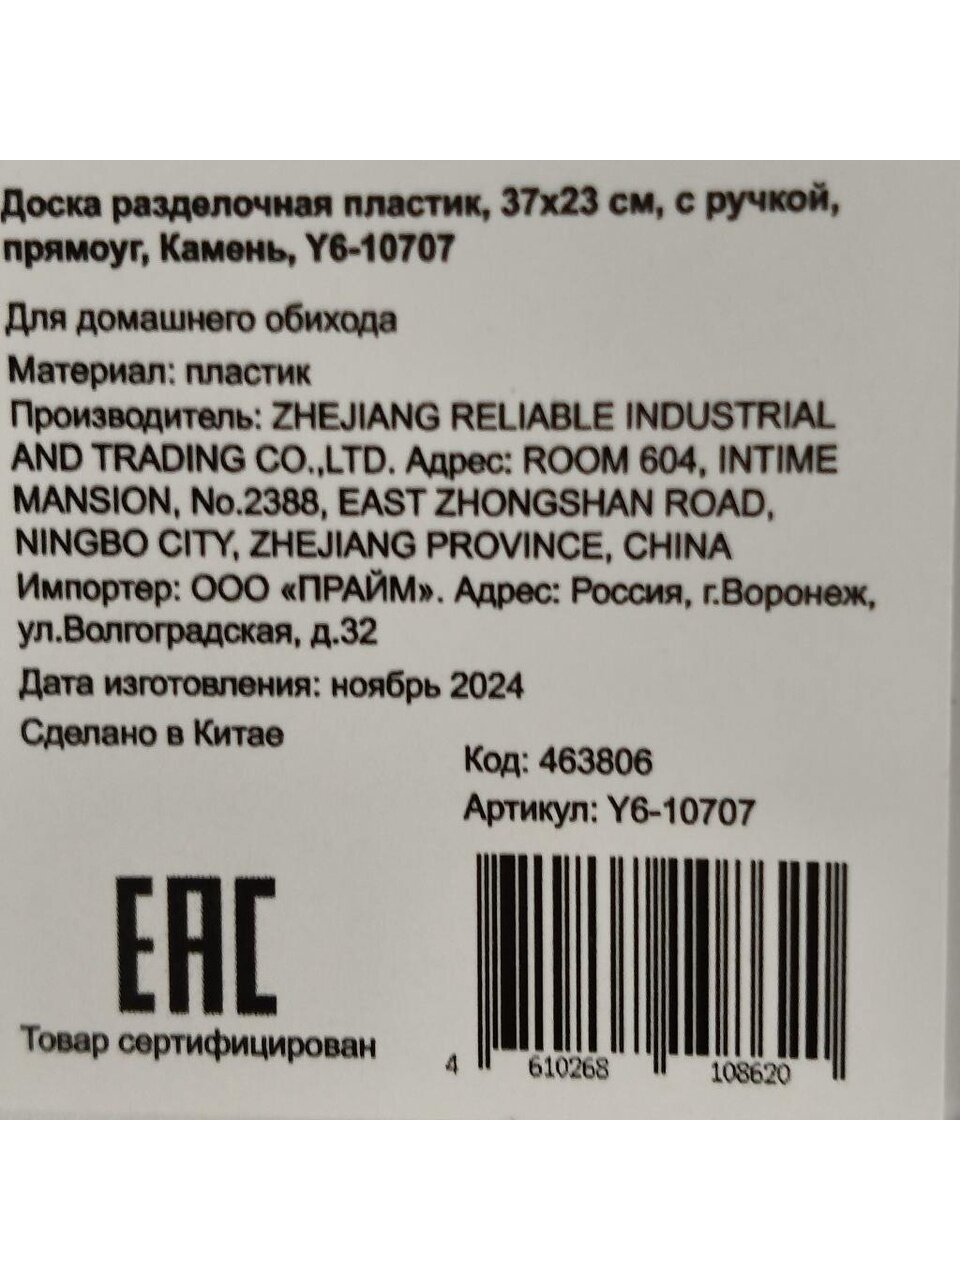 Доска разделочная пластик, 37х23 см, с ручкой,
прямоуг, Камень, Y6-10707
Для домашнего обихода
Материал: пластик
Производитель: ZHEJIANG RELIABLE INDUSTRIAL
AND TRADING CO.,LTD. Адрес: ROOM 604, INTIME
MANSION, No.2388, EAST ZHONGSHAN ROAD,
NINGBO CITY, ZHEJIANG PROVINCE, CHINA
Импортер: ООО «ПРАЙМ». Адрес: Россия, г.Воронеж,
ул.Волгоградская, д.32
Дата изготовления: ноябрь 2024
Сделано в Китае
Код: 463806
Артикул: Y6-10707
EAC
Товар сертифицирован
4 610268 108620